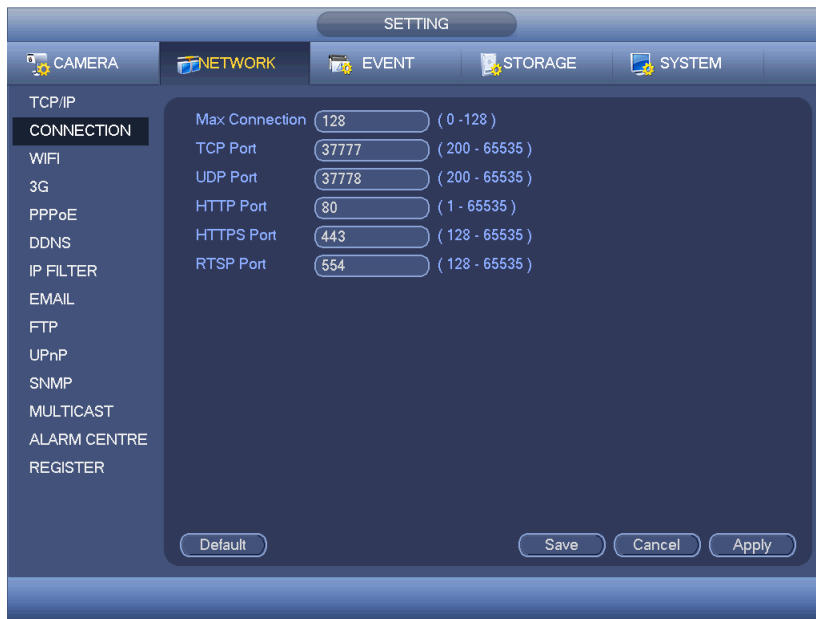 SETTING
CAMERA NETWORK EVENT STORAGE SYSTEM
TCP/IP
CONNECTION
WIFI
3G
PPPoE
DDNS
IP FILTER
EMAIL
FTP
UPnP
SNMP
MULTICAST
ALARM CENTRE
REGISTER
Max Connection 128 ( 0 -128 )
TCP Port 37777 ( 200 - 65535 )
UDP Port 37778 ( 200 - 65535 )
HTTP Port 80 ( 1 - 65535 )
HTTPS Port 443 ( 128 - 65535 )
RTSP Port 554 ( 128 - 65535 )
Default Save Cancel Apply